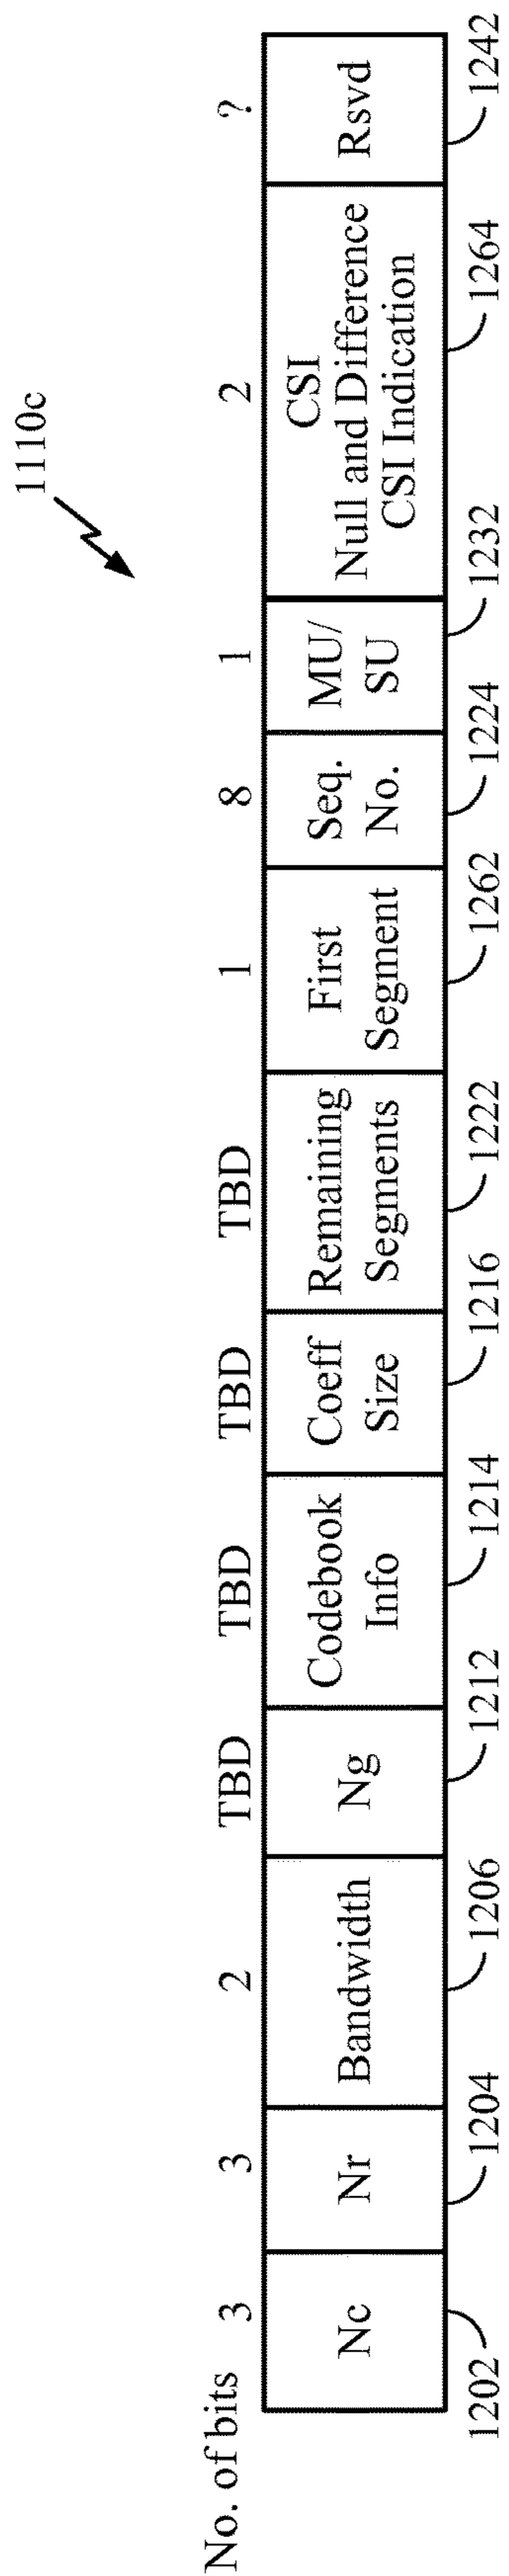 1110c
No. of bits
3
3
2
TBD
TBD
TBD
TBD
1
8
1
2
?
Nc
Nr
Bandwidth
Ng
Codebook
Info
Coeff
Size
Remaining
Segments
First
Segment
Seq.
No.
MU/
SU
CSI
Null and Difference
CSI Indication
Rsvd
1202
1204
1206
1212
1214
1216
1222
1262
1224
1232
1264
1242